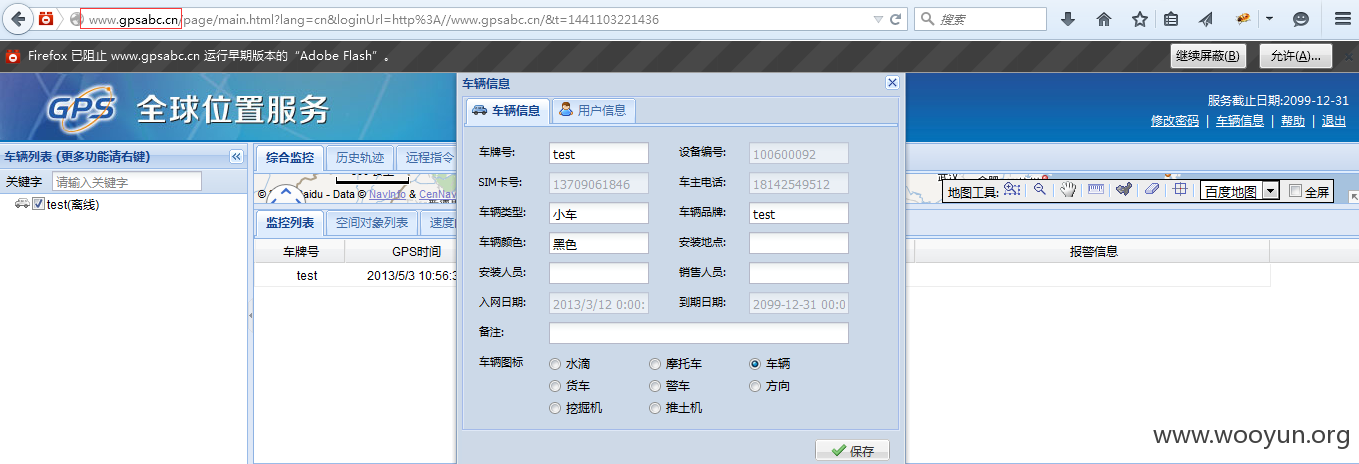 www.gpsabc.cn/page/main.html?lang=cn&loginUrl=http%3A//www.gpsabc.cn/&t=1441103221436
搜索
Firefox 已阻止 www.gpsabc.cn 运行早期版本的“Adobe Flash”。
继续屏蔽(B) 允许(A)...
GPS 全球位置服务
服务截止日期:2099-12-31
修改密码 | 车辆信息 | 帮助 | 退出
车辆列表 (更多功能请右键)
关键字 请输入关键字
test(离线)
综合监控 历史轨迹 远程指令
aidu - Data © NavInfo & CenNav
地图工具: 百度地图 全屏
监控列表 空间对象列表
车牌号 GPS时间 报警信息
test 2013/5/3 10:56:3
车辆信息
车辆信息 用户信息
车牌号: test 设备编号: 100600092
SIM卡号: 13709061846 车主电话: 18142549512
车辆类型: 小车 车辆品牌: test
车辆颜色: 黑色 安装地点:
安装人员: 销售人员:
入网日期: 2013/3/12 0:00: 到期日期: 2099-12-31 00:0
备注:
车辆图标 水滴 摩托车 车辆
货车 警车 方向
挖掘机 推土机
保存
www.wooyun.org